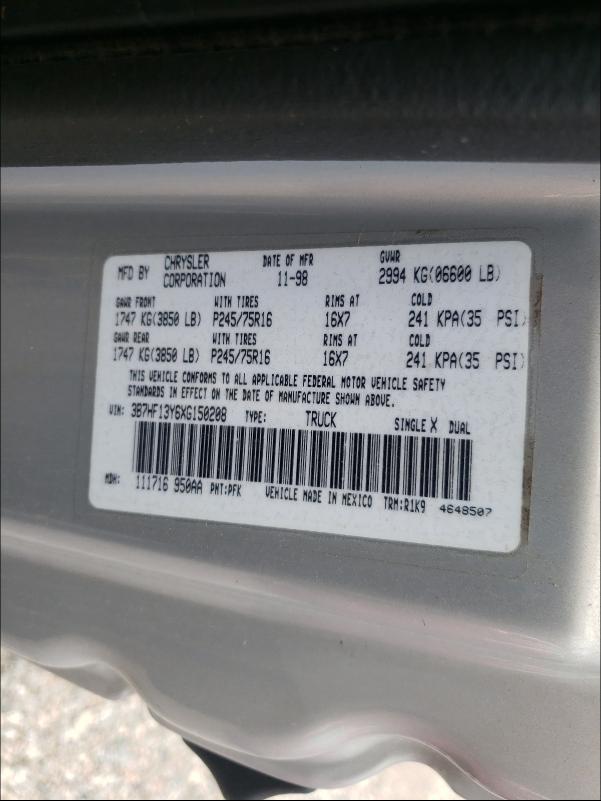 MFD BY CHRYSLER CORPORATION DATE OF MFR 11-98 GVWR 2994 KG(06600 LB)
GAWR FRONT WITH TIRES RIMS AT COLD
1747 KG(3850 LB) P245/75R16 16X7 241 KPA(35 PSI)
GAWR REAR WITH TIRES RIMS AT COLD
1747 KG(3850 LB) P245/75R16 16X7 241 KPA(35 PSI)
THIS VEHICLE CONFORMS TO ALL APPLICABLE FEDERAL MOTOR VEHICLE SAFETY
STANDARDS IN EFFECT ON THE DATE OF MANUFACTURE SHOWN ABOVE.
VIN: 3B7HF13Y6XG150208 TYPE: TRUCK SINGLE X DUAL
MDH: 111716 950AA PNT:PFK VEHICLE MADE IN MEXICO TRM:R1K9 4648507